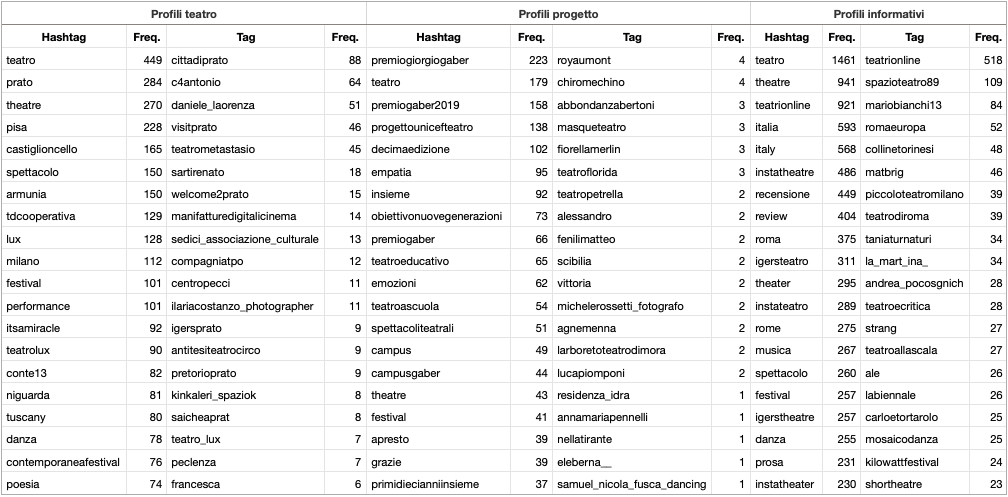 Profili teatro Profili progetto Profili informativi
Hashtag Freq. Tag Freq. Hashtag Freq. Tag Freq. Hashtag Freq. Tag Freq.
teatro 449 cittadiprato 88 premiogiorgiogaber 223 royaumont 4 teatro 1461 teatrionline 518
prato 284 c4antonio 64 teatro 179 chiromechino 4 theatre 941 spazioteatro89 109
theatre 270 daniele_laorenza 51 premiogaber2019 158 abbondanzabertoni 3 teatrionline 921 mariobianchi13 84
pisa 228 visitprato 46 progettounicefteatro 138 masqueteatro 3 italia 593 romaeuropa 52
castiglioncello 165 teatrometastasio 45 decimaedizione 102 fiorellamerlin 3 italy 568 collinetorinesi 48
spettacolo 150 sartirenato 18 empatia 95 teatroflorida 3 instatheatre 486 matbrig 46
armunia 150 welcome2prato 15 insieme 92 teatropetrella 2 recensione 449 piccoloteatromilano 39
tdcooperativa 129 manifatturedigitalicinema 14 obiettivonuovegenerazioni 73 alessandro 2 review 404 teatrodiroma 39
lux 128 sedici_associazione_culturale 13 premiogaber 66 fenilimatteo 2 roma 375 taniaturnaturi 34
milano 112 compagniatpo 12 teatroeducativo 65 scibilia 2 igersteatro 311 la_mart_ina_ 34
festival 101 centropecci 11 emozioni 62 vittoria 2 theater 295 andrea_pocosgnich 28
performance 101 ilariacostanzo_photographer 11 teatroascuola 54 michelerossetti_fotografo 2 instateatro 289 teatroecritica 28
itsamiracle 92 igersprato 9 spettacoliteatrali 51 agnemenna 2 rome 275 strang 27
teatrolux 90 antitesiteatrocirco 9 campus 49 larboretoteatrodimora 2 musica 267 teatroallascala 27
conte13 82 pretorioprato 9 campusgaber 44 lucapiomponi 2 spettacolo 260 ale 26
niguarda 81 kinkaleri_spaziok 8 theatre 43 residenza_idra 1 festival 257 labiennale 26
tuscany 80 saicheaprat 8 festival 41 annamariapennelli 1 igerstheatre 257 carloetortarolo 25
danza 78 teatro_lux 7 apresto 39 nellatirante 1 danza 255 mosaicodanza 25
contemporaneafestival 76 peclenza 7 grazie 39 eleberna__ 1 prosa 231 kilowattfestival 24
poesia 74 francesca 6 primidiecianniinsieme 37 samuel_nicola_fusca_dancing 1 instatheater 230 shortheatre 23